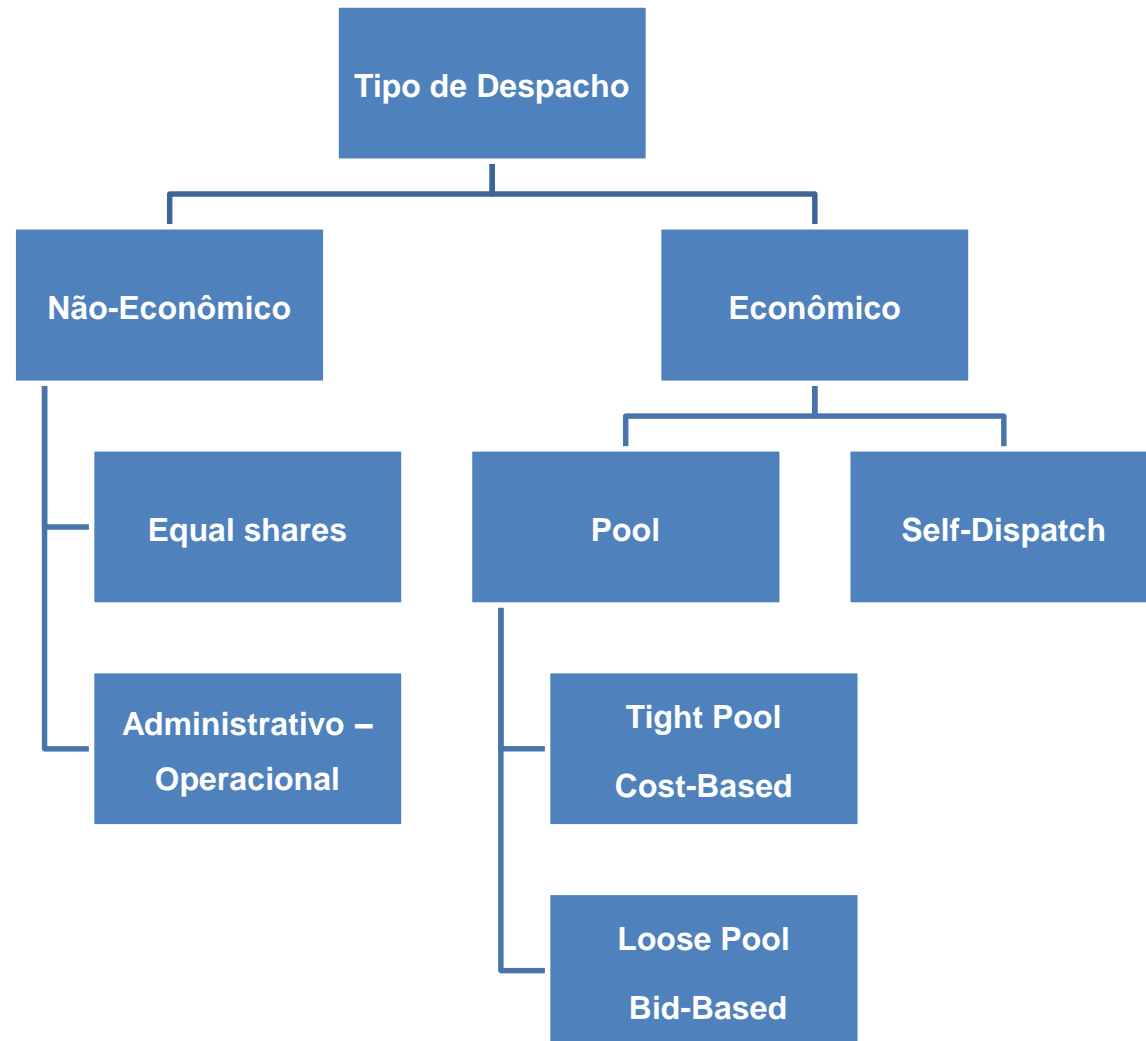 Tipo de Despacho
Não-Econômico
Econômico
Equal shares
Pool
Self-Dispatch
Administrativo –
Operacional
Tight Pool
Cost-Based
Loose Pool
Bid-Based